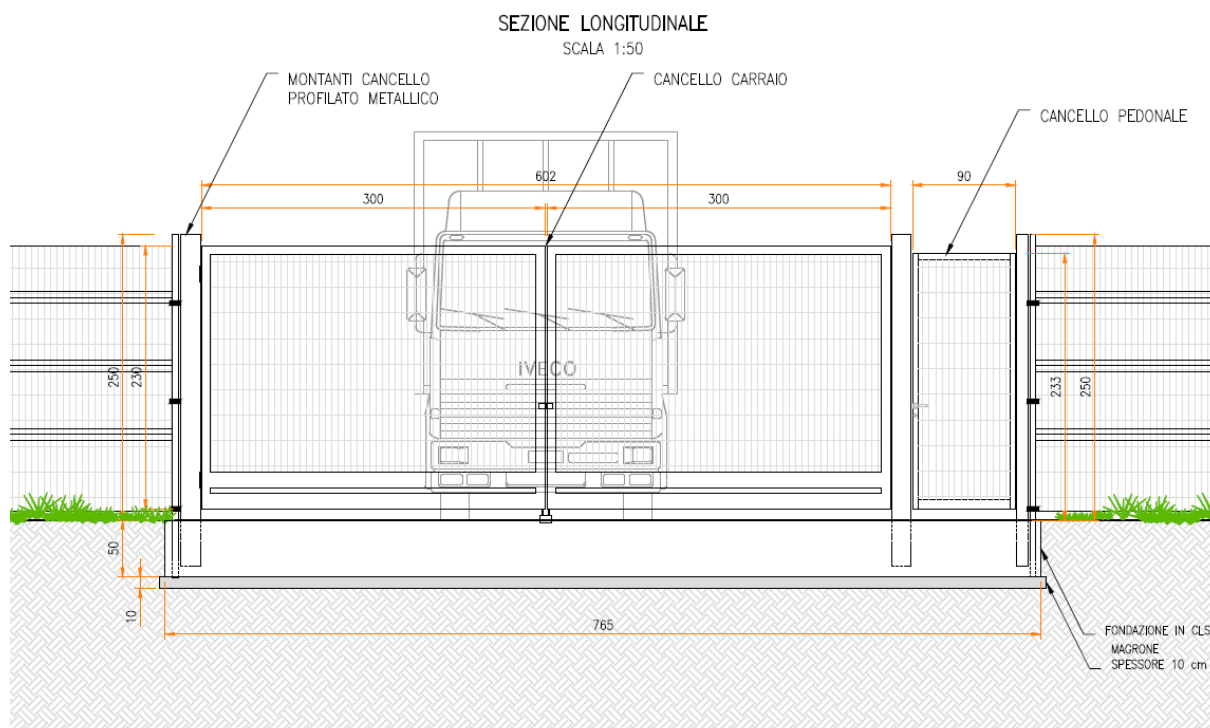 SEZIONE LONGITUDINALE
SCALA 1:50
MONTANTI CANCELLO
PROFILATO METALLICO
CANCELLO CARRAIO
CANCELLO PEDONALE
602
90
300
300
IVECO
250
230
233
250
50
10
765
FONDAZIONE IN CLS
MAGRONE
SPESSORE 10 cm